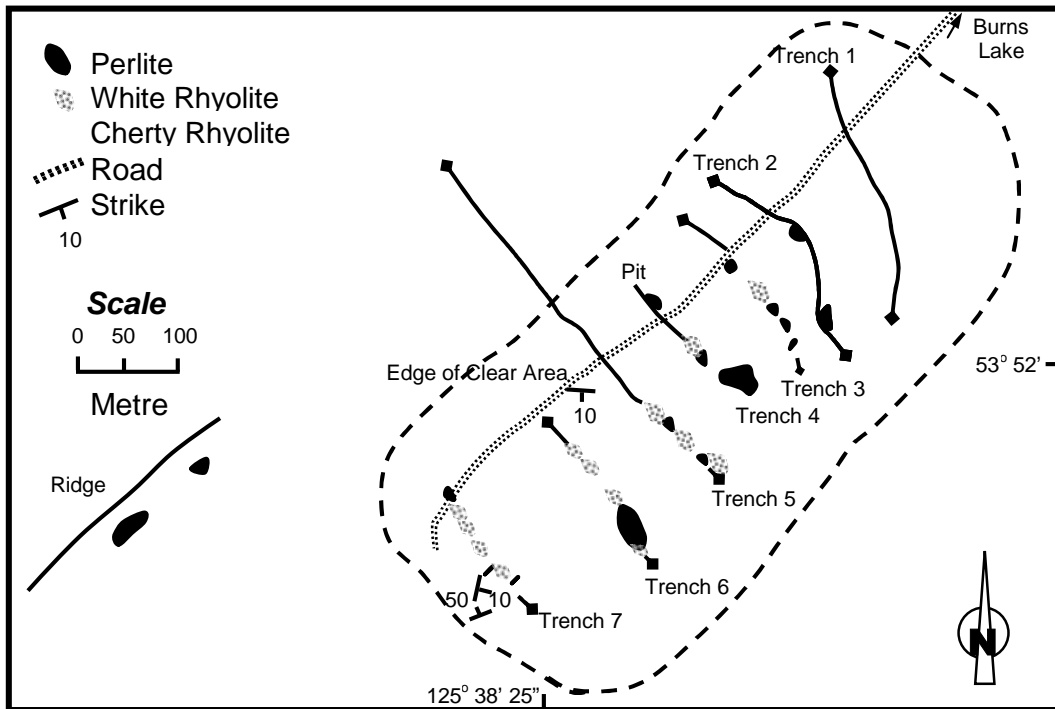 Perlite
White Rhyolite
Cherty Rhyolite
Road
Strike
10
Scale
0 50 100
Metre
Ridge
Burns
Lake
Trench 1
Trench 2
Pit
53° 52’
Edge of Clear Area
10
Trench 3
Trench 4
Trench 5
Trench 6
50 10
Trench 7
N
125° 38’ 25”